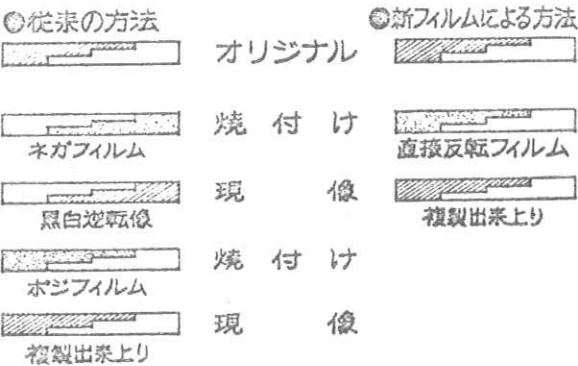 ●従来の方法
●新フィルムによる方法
オリジナル
焼付け
ネガフィルム
直接反転フィルム
現像
黒白逆転像
複製出来上り
焼付け
ポジフィルム
現像
複製出来上り